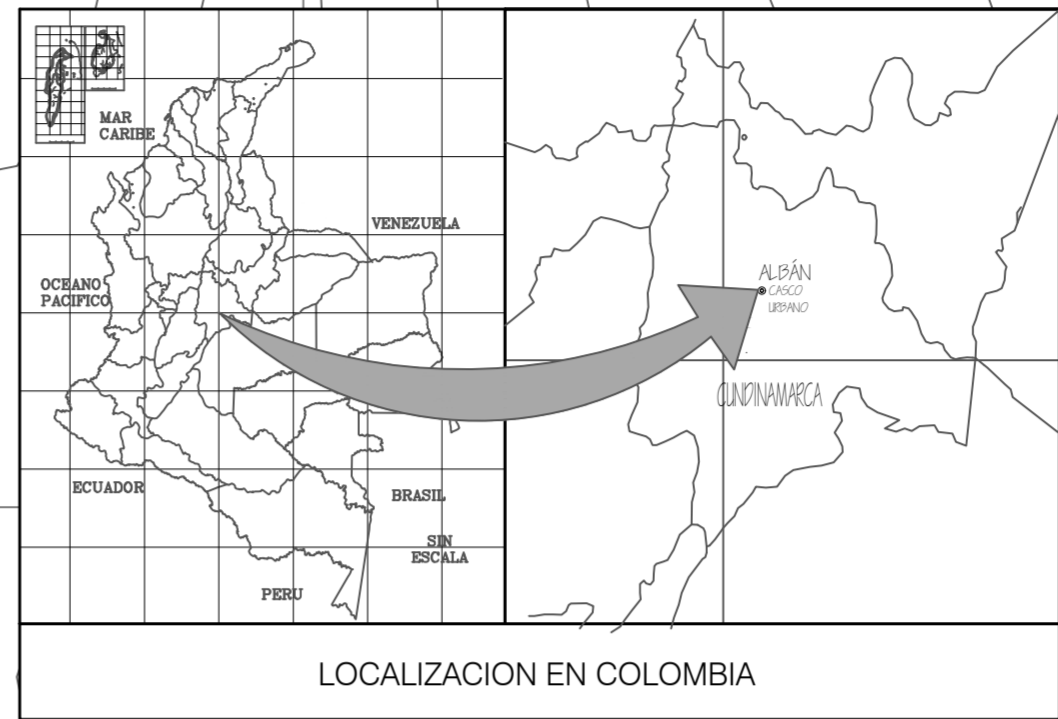 MAR
CARIBE
VENEZUELA
OCEANO
PACIFICO
ECUADOR
BRASIL
SIN
ESCALA
PERU
ALBÁN
CASCO
URBANO
CUNDINAMARCA
LOCALIZACION EN COLOMBIA